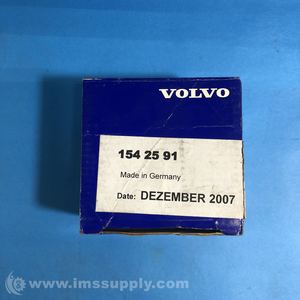 VOLVO
154 25 91
Made in Germany
Date: DEZEMBER 2007
© www.imssupply.com